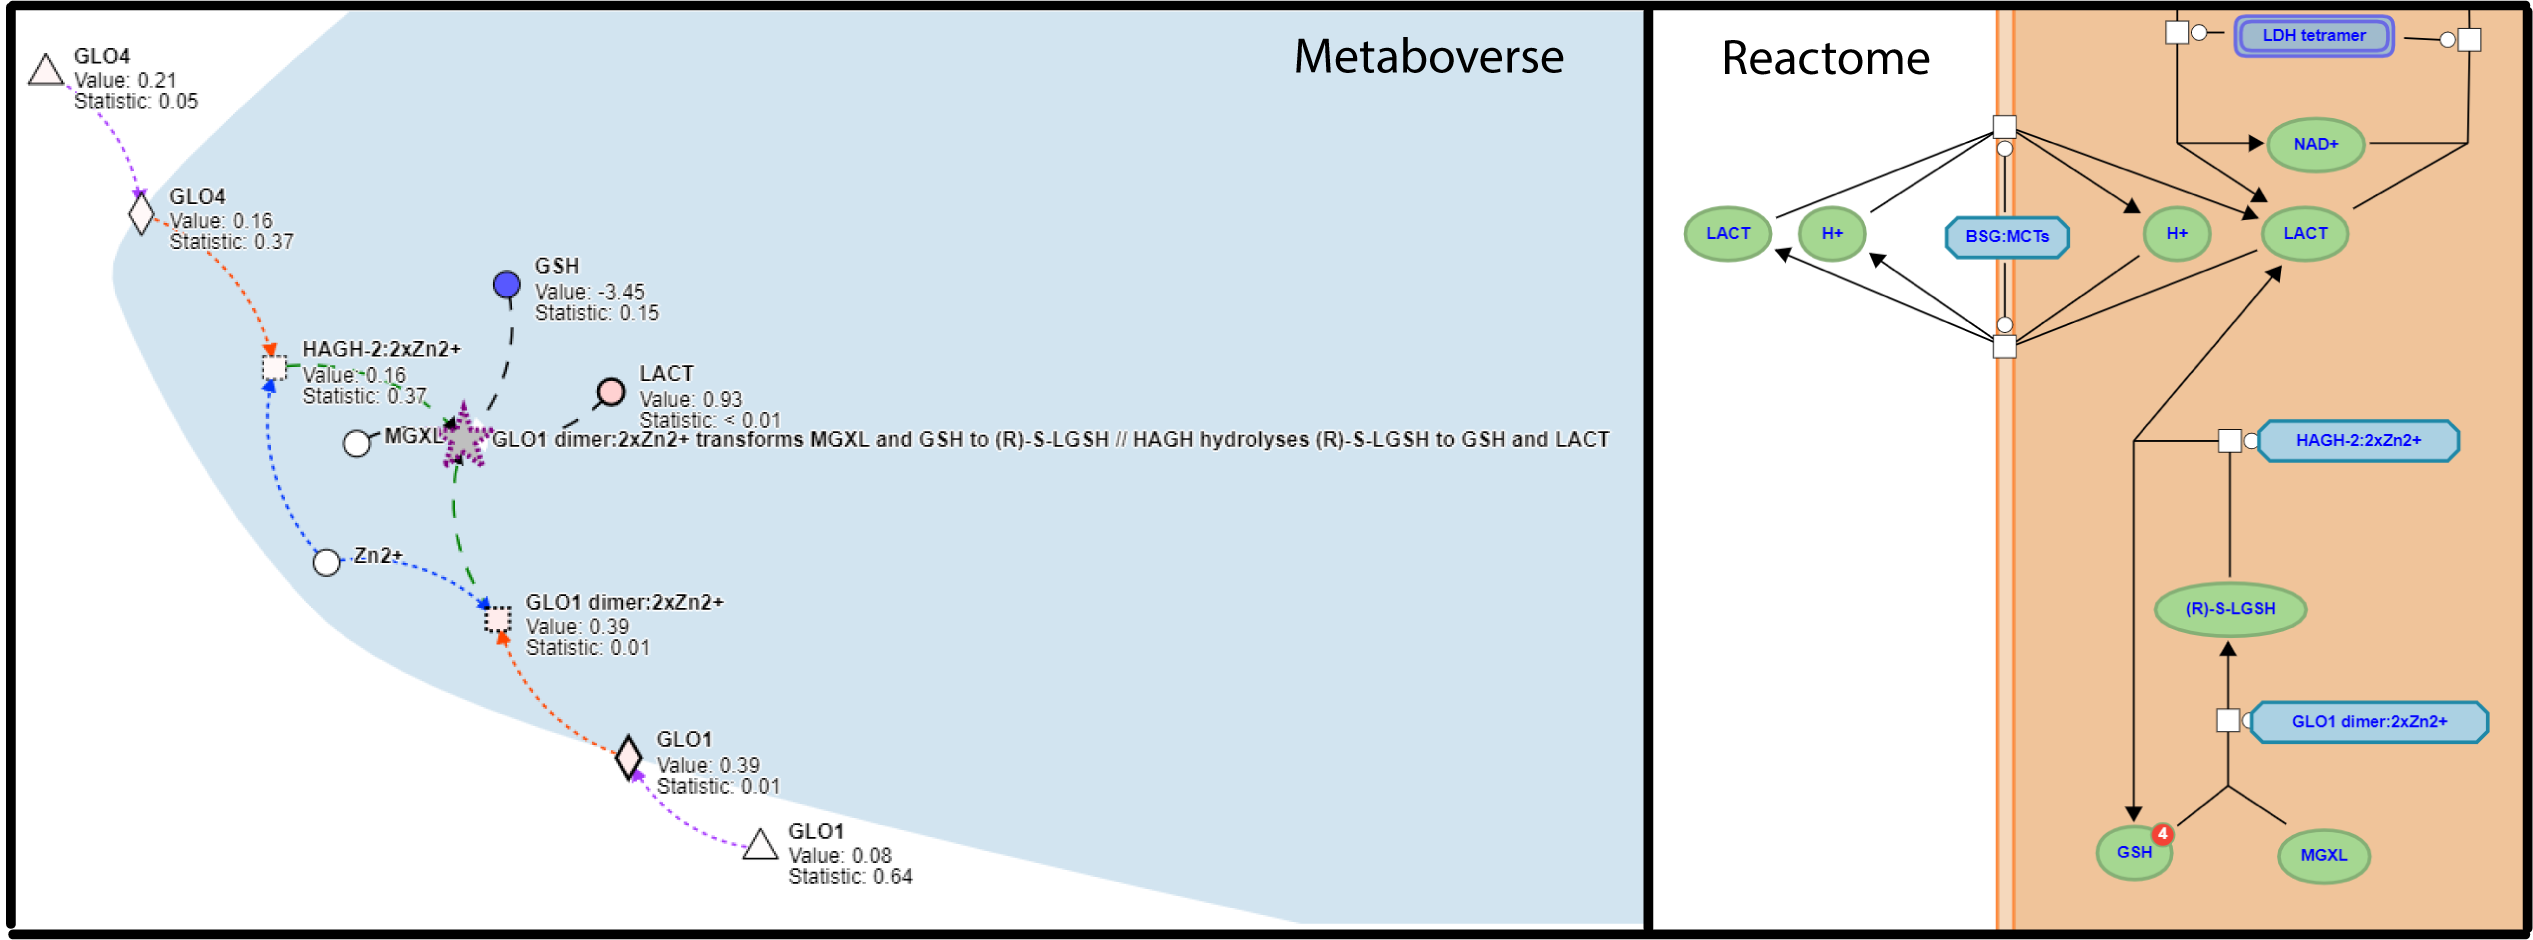 Metaboverse
GLO4
Value: 0.21
Statistic: 0.05
GLO4
Value: 0.16
Statistic: 0.37
GSH
Value: -3.45
Statistic: 0.15
HAGH-2:2xZn2+
Value: 0.16
Statistic: 0.37
LACT
Value: 0.93
Statistic: < 0.01
MGXL
GLO1 dimer:2xZn2+ transforms MGXL and GSH to (R)-S-LGSH // HAGH hydrolyses (R)-S-LGSH to GSH and LACT
Zn2+
GLO1 dimer:2xZn2+
Value: 0.39
Statistic: 0.01
GLO1
Value: 0.39
Statistic: 0.01
GLO1
Value: 0.08
Statistic: 0.64
Reactome
LDH tetramer
NAD+
LACT
H+
BSG:MCTs
H+
LACT
HAGH-2:2xZn2+
(R)-S-LGSH
GLO1 dimer:2xZn2+
GSH
4
MGXL